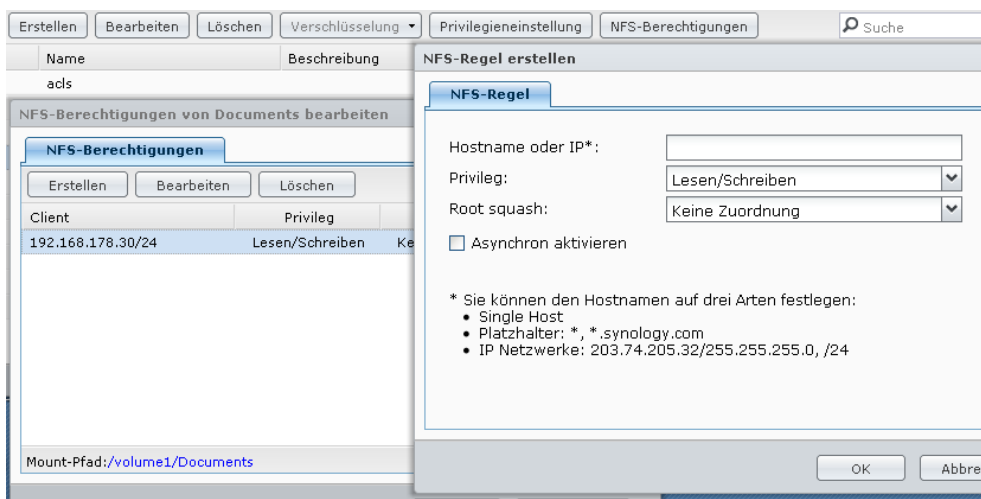 Erstellen Bearbeiten Löschen Verschlüsselung Privilegieneinstellung NFS-Berechtigungen Suche
Name Beschreibung
acls
NFS-Berechtigungen von Documents bearbeiten
NFS-Berechtigungen
Erstellen Bearbeiten Löschen
Client Privileg
192.168.178.30/24 Lesen/Schreiben Ke
Mount-Pfad:/volume1/Documents
NFS-Regel erstellen
NFS-Regel
Hostname oder IP*:
Privileg: Lesen/Schreiben
Root squash: Keine Zuordnung
Asynchron aktivieren
* Sie können den Hostnamen auf drei Arten festlegen:
• Single Host
• Platzhalter: *, *.synology.com
• IP Netzwerke: 203.74.205.32/255.255.255.0, /24
OK Abbre